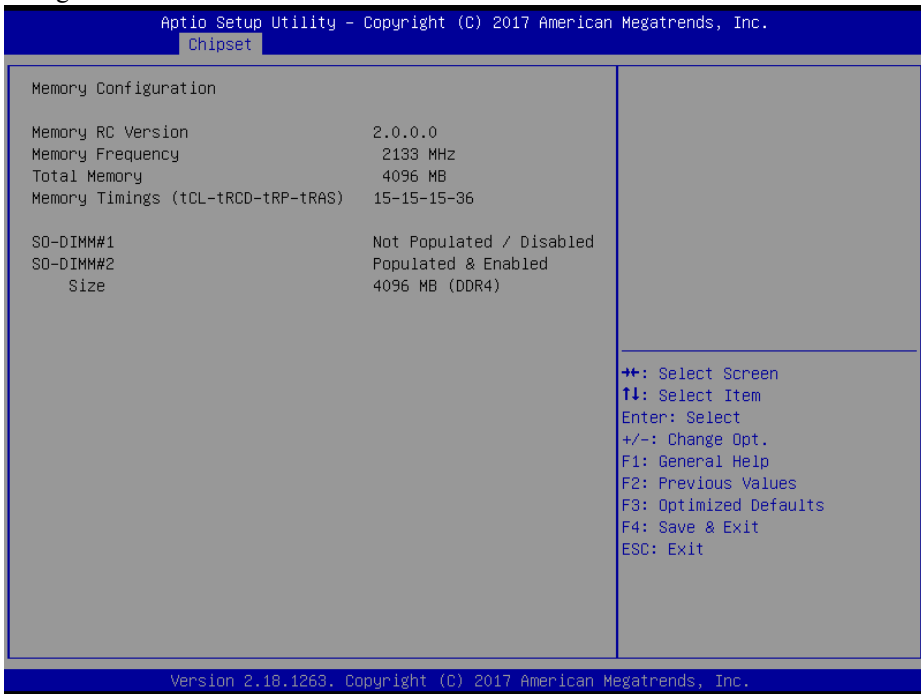 Aptio Setup Utility – Copyright (C) 2017 American Megatrends, Inc.
Chipset
Memory Configuration
Memory RC Version 2.0.0.0
Memory Frequency 2133 MHz
Total Memory 4096 MB
Memory Timings (tCL-tRCD-tRP-tRAS) 15-15-15-36
SO-DIMM#1 Not Populated / Disabled
SO-DIMM#2 Populated & Enabled
Size 4096 MB (DDR4)
→←: Select Screen
↑↓: Select Item
Enter: Select
+/-: Change Opt.
F1: General Help
F2: Previous Values
F3: Optimized Defaults
F4: Save & Exit
ESC: Exit
Version 2.18.1263. Copyright (C) 2017 American Megatrends, Inc.